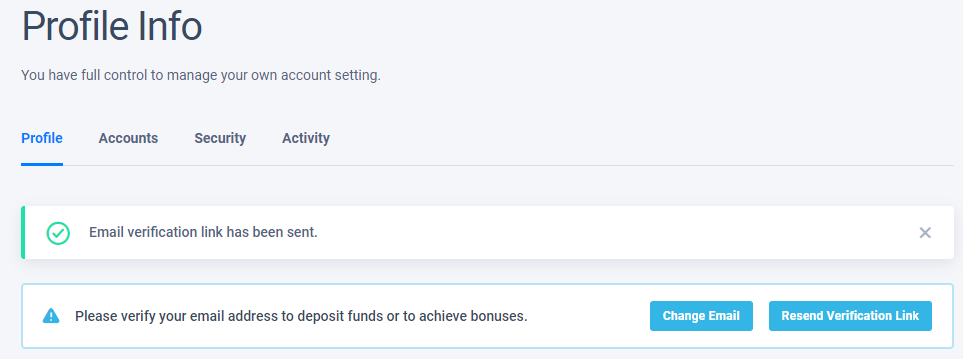 Profile Info
You have full control to manage your own account setting.
Profile Accounts Security Activity
Email verification link has been sent.
Please verify your email address to deposit funds or to achieve bonuses. Change Email Resend Verification Link